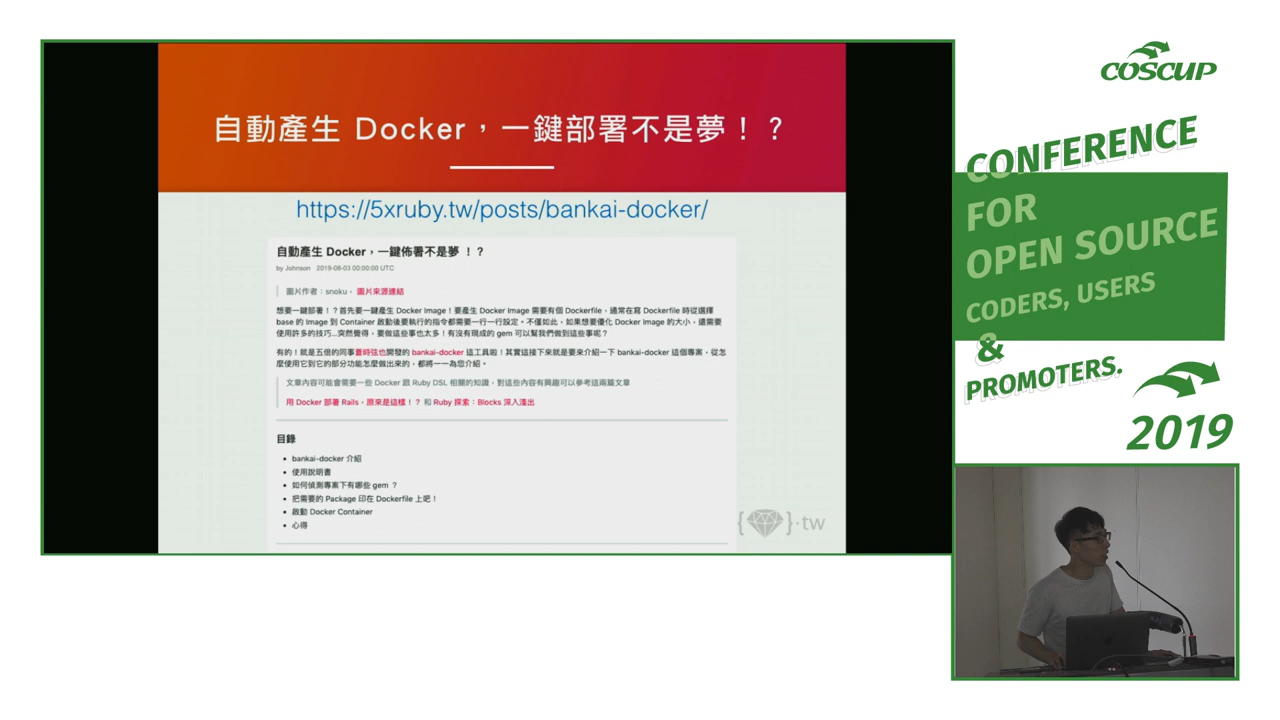 自動產生 Docker，一鍵部署不是夢！？
https://5xruby.tw/posts/bankai-docker/
自動產生 Docker，一鍵佈署不是夢 ！？
by Johnson 2019-08-03 00:00:00 UTC
圖片作者：snoku， 圖片來源連結
想要一鍵部署！？首先要一鍵產生 Docker Image！要產生 Docker Image 需要有個 Dockerfile，通常在寫 Dockerfile 時從選擇
base 的 Image 到 Container 啟動後要執行的指令都需要一行一行設定。不僅如此，如果想要優化 Docker Image 的大小，還需要
使用許多的技巧...突然覺得，要做這些事也太多！有沒有現成的 gem 可以幫我們做到這些事呢？
有的！就是五倍的同事蒼時弦也開發的 bankai-docker 這工具啦！其實這接下來就是要來介紹一下 bankai-docker 這個專案，從怎
麼使用它到它的部分功能怎麼做出來的，都將一一為您介紹。
文章內容可能會需要一些 Docker 跟 Ruby DSL 相關的知識，對這些內容有興趣可以參考這兩篇文章
用 Docker 部署 Rails，原來是這樣！？ 和 Ruby 探索：Blocks 深入淺出
目錄
bankai-docker 介紹
使用說明書
如何偵測專案下有哪些 gem ？
把需要的 Package 印在 Dockerfile 上吧！
啟動 Docker Container
心得
{ }.tw
COSCUP
CONFERENCE
FOR
OPEN SOURCE
CODERS, USERS
&
PROMOTERS.
2019